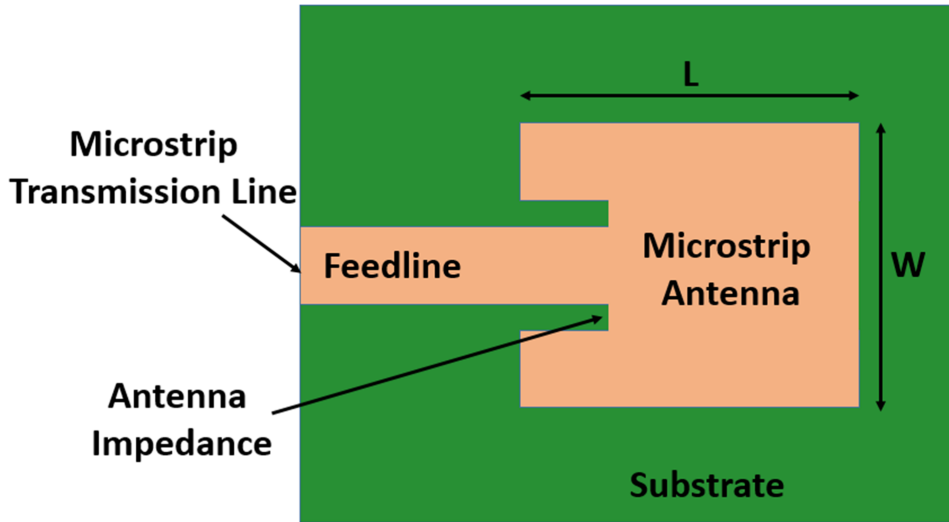 L
Microstrip
Transmission Line
Feedline
Microstrip
Antenna
W
Antenna
Impedance
Substrate